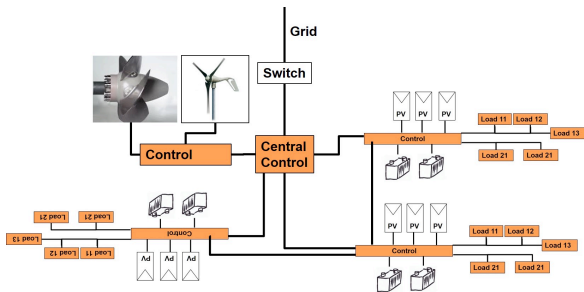 Grid
Switch
Control
Central
Control
PV PV PV
Control
Load 11 Load 12
Load 13
Load 21 Load 21
PV PV PV
Control
Load 11 Load 12
Load 13
Load 21 Load 21
Load 21 Load 21
Load 13
Load 12 Load 11
Control
PV PV PV